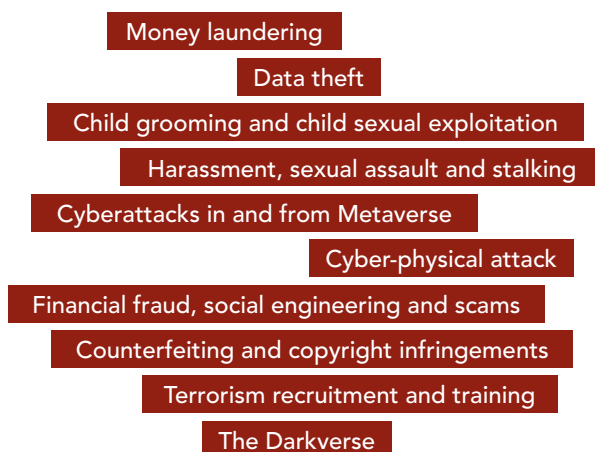 Money laundering
Data theft
Child grooming and child sexual exploitation
Harassment, sexual assault and stalking
Cyberattacks in and from Metaverse
Cyber-physical attack
Financial fraud, social engineering and scams
Counterfeiting and copyright infringements
Terrorism recruitment and training
The Darkverse